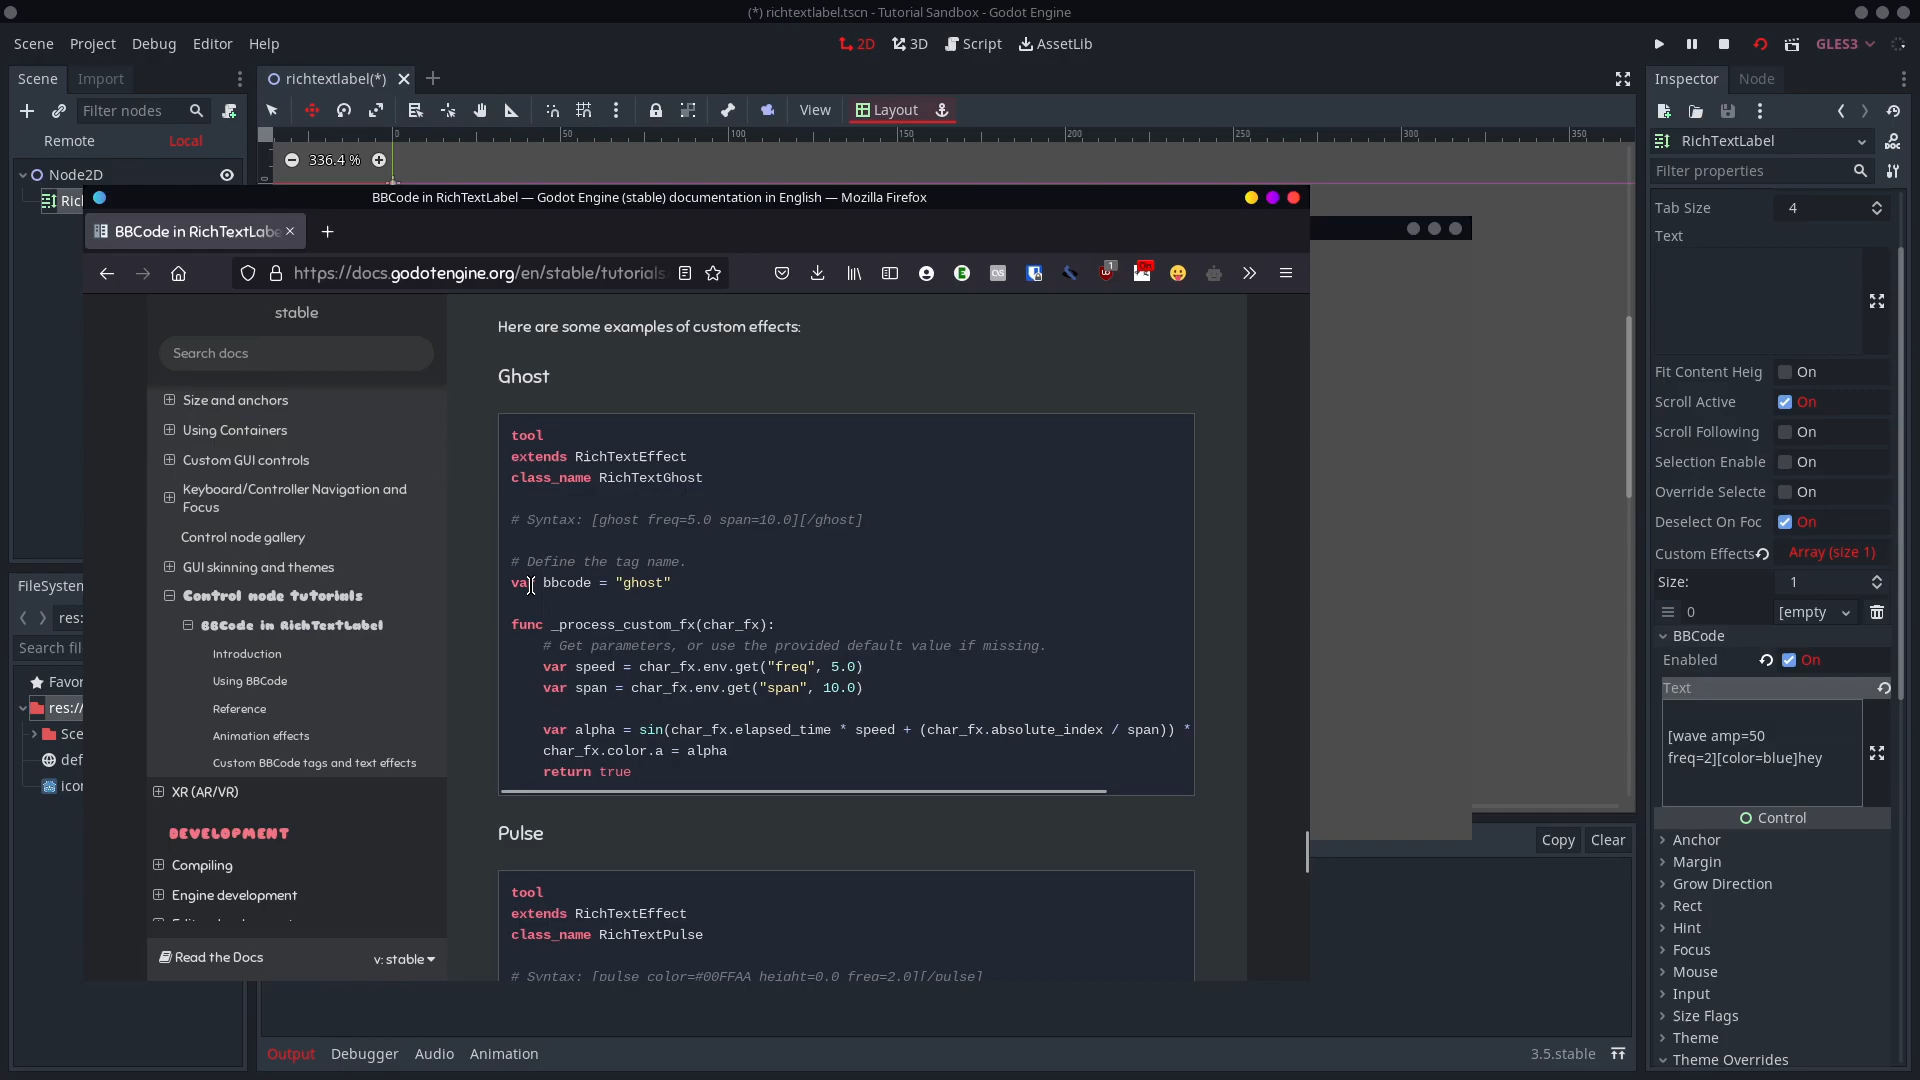 (*) richtextlabel.tscn - Tutorial Sandbox - Godot Engine
Scene Project Debug Editor Help
2D 3D Script AssetLib
GLES3
Scene Import
richtextlabel(*)
Inspector Node
Filter nodes
View Layout
Remote Local
0 50 100 150 200 250 300 350
336.4 %
RichTextLabel
Filter properties
Node2D
BBCode in RichTextLabel — Godot Engine (stable) documentation in English — Mozilla Firefox
BBCode in RichTextLabe
https://docs.godotengine.org/en/stable/tutorials
1
stable
Search docs
Size and anchors
Using Containers
Custom GUI controls
Keyboard/Controller Navigation and
Focus
Control node gallery
GUI skinning and themes
Control node tutorials
BBCode in RichTextLabel
Introduction
Using BBCode
Reference
Animation effects
Custom BBCode tags and text effects
XR (AR/VR)
DEVELOPMENT
Compiling
Engine development
Read the Docs
v: stable
Here are some examples of custom effects:
Ghost
tool
extends RichTextEffect
class_name RichTextGhost
# Syntax: [ghost freq=5.0 span=10.0][/ghost]
# Define the tag name.
var bbcode = "ghost"
func _process_custom_fx(char_fx):
# Get parameters, or use the provided default value if missing.
var speed = char_fx.env.get("freq", 5.0)
var span = char_fx.env.get("span", 10.0)
var alpha = sin(char_fx.elapsed_time * speed + (char_fx.absolute_index / span)) *
char_fx.color.a = alpha
return true
Pulse
tool
extends RichTextEffect
class_name RichTextPulse
# Syntax: [pulse color=#00FFAA height=0.0 freq=2.0][/pulse]
FileSystem
res:
Search file
Favor
res://
Sce
def
icon
Tab Size 4
Text
Fit Content Heig On
Scroll Active On
Scroll Following On
Selection Enable On
Override Selecte On
Deselect On Foc On
Custom Effects Array (size 1)
Size: 1
0 [empty
BBCode
Enabled On
Text
[wave amp=50
freq=2][color=blue]hey
Control
Anchor
Margin
Grow Direction
Rect
Hint
Focus
Mouse
Input
Size Flags
Theme
Theme Overrides
Copy Clear
Output Debugger Audio Animation
3.5.stable